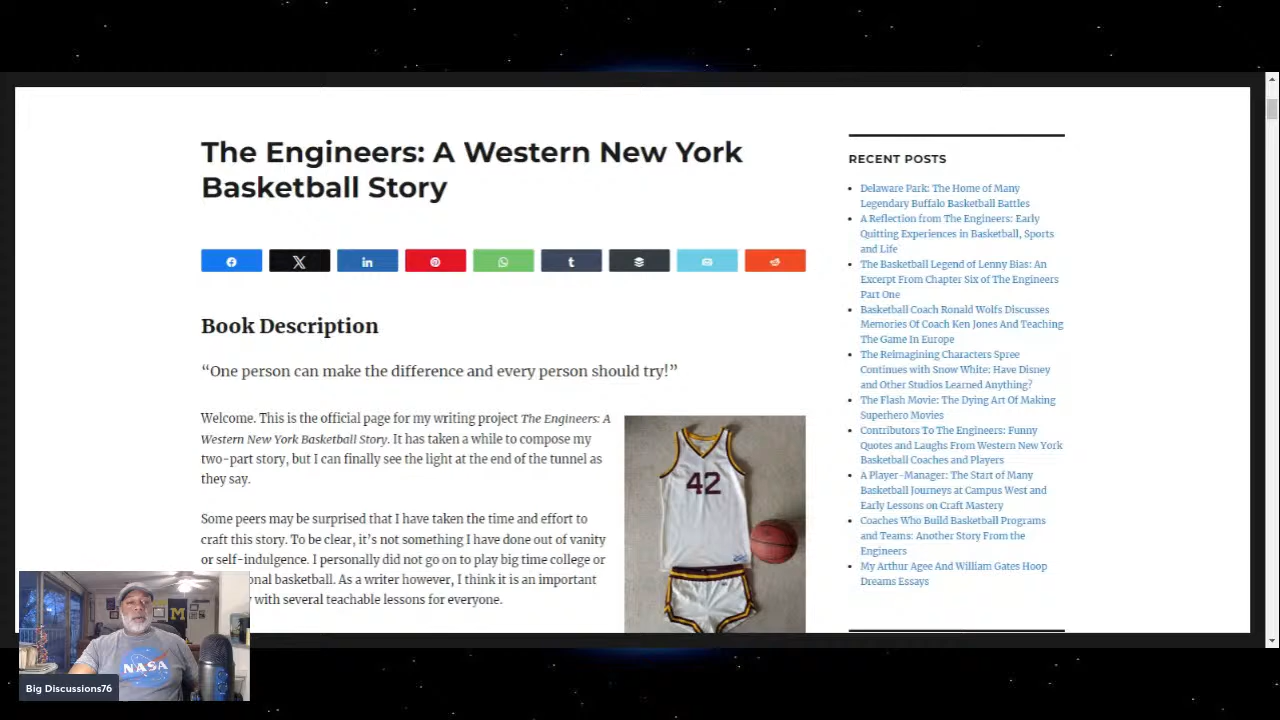 The Engineers: A Western New York
Basketball Story
Book Description
“One person can make the difference and every person should try!”
Welcome. This is the official page for my writing project The Engineers: A
Western New York Basketball Story. It has taken a while to compose my
two-part story, but I can finally see the light at the end of the tunnel as
they say.
Some peers may be surprised that I have taken the time and effort to
craft this story. To be clear, it’s not something I have done out of vanity
or self-indulgence. I personally did not go on to play big time college or
onal basketball. As a writer however, I think it is an important
with several teachable lessons for everyone.
42
RECENT POSTS
Delaware Park: The Home of Many
Legendary Buffalo Basketball Battles
A Reflection from The Engineers: Early
Quitting Experiences in Basketball, Sports
and Life
The Basketball Legend of Lenny Bias: An
Excerpt From Chapter Six of The Engineers
Part One
Basketball Coach Ronald Wolfs Discusses
Memories Of Coach Ken Jones And Teaching
The Game In Europe
The Reimagining Characters Spree
Continues with Snow White: Have Disney
and Other Studios Learned Anything?
The Flash Movie: The Dying Art Of Making
Superhero Movies
Contributors To The Engineers: Funny
Quotes and Laughs From Western New York
Basketball Coaches and Players
A Player-Manager: The Start of Many
Basketball Journeys at Campus West and
Early Lessons on Craft Mastery
Coaches Who Build Basketball Programs
and Teams: Another Story From the
Engineers
My Arthur Agee And William Gates Hoop
Dreams Essays
M
NASA
Big Discussions76